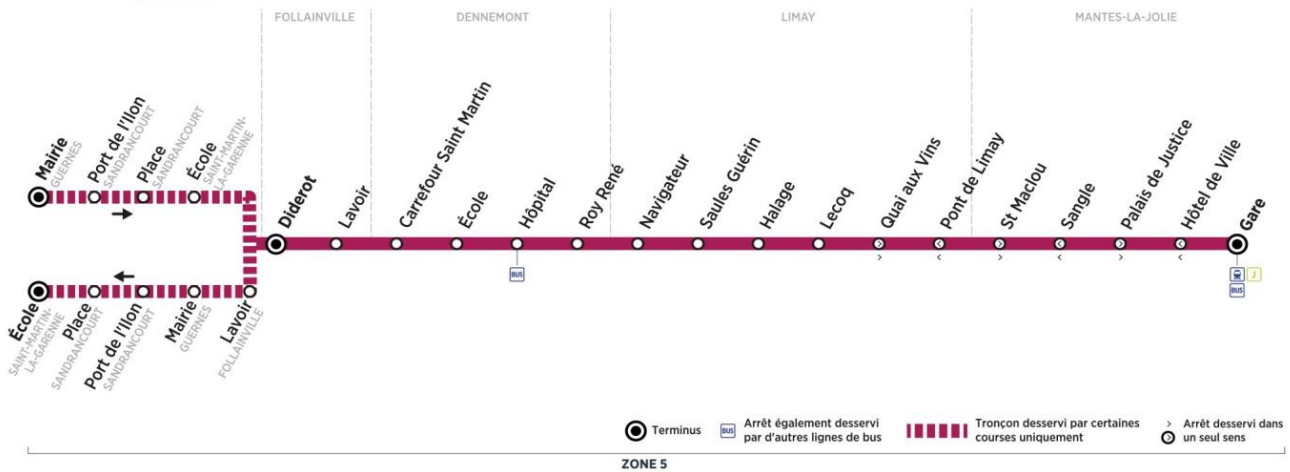 FOLLAINVILLE
DENNEMONT
LIMAY
MANTES-LA-JOLIE
Mairie
GUERNES
Port de l'Ilon
SANDRANCOURT
Place
SANDRANCOURT
École
SAINT-MARTIN-
LA-GARENNE
Diderot
Lavoir
Carrefour Saint Martin
École
Hôpital
Roy René
Navigateur
Saules Guérin
Halage
Lecoq
Quai aux Vins
Pont de Limay
St Maclou
Sangle
Palais de Justice
Hôtel de Ville
Gare
BUS
J
BUS
École
SAINT-MARTIN-
LA-GARENNE
Place
SANDRANCOURT
Port de l'Ilon
SANDRANCOURT
Mairie
GUERNES
Lavoir
FOLLAINVILLE
Terminus
BUS
Arrêt également desservi
par d'autres lignes de bus
Tronçon desservi par certaines
courses uniquement
Arrêt desservi dans
un seul sens
ZONE 5